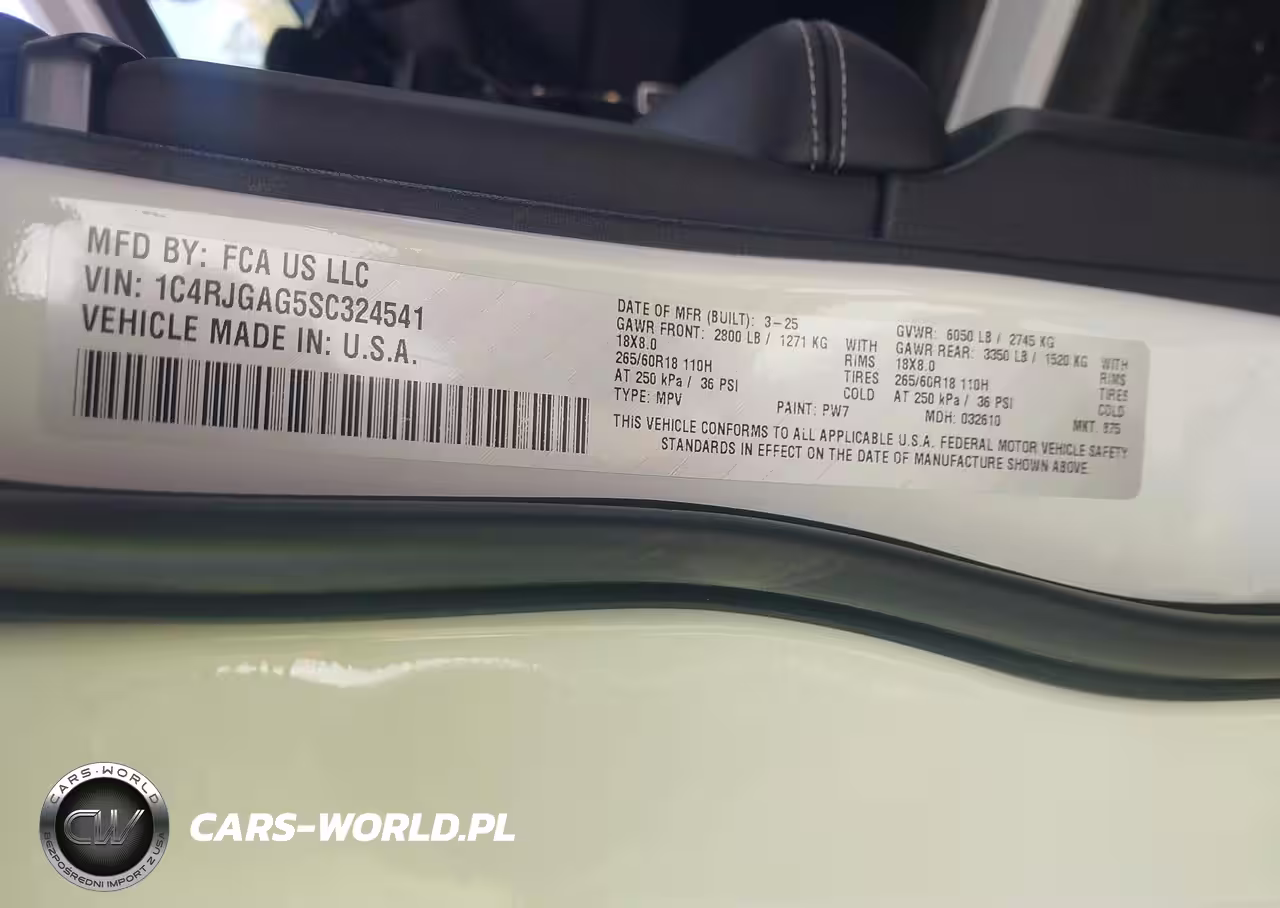 MFD BY: FCA US LLC
VIN: 1C4RJGAG5SC324541
VEHICLE MADE IN: U.S.A.
DATE OF MFR (BUILT): 3-25
GAWR FRONT: 2800 LB / 1271 KG WITH
18X8.0 RIMS
265/60R18 110H TIRES
AT 250 kPa / 36 PSI COLD
TYPE: MPV PAINT: PW7
GVWR: 6050 LB / 2745 KG
GAWR REAR: 3350 LB / 1520 KG WITH
18X8.0 RIMS
265/60R18 110H TIRES
AT 250 kPa / 36 PSI COLD
MDH: 032610 MKT: 875
THIS VEHICLE CONFORMS TO ALL APPLICABLE U.S.A. FEDERAL MOTOR VEHICLE SAFETY
STANDARDS IN EFFECT ON THE DATE OF MANUFACTURE SHOWN ABOVE.
CARS-WORLD
CW
BEZPOŚREDNI IMPORT Z USA
CARS-WORLD.PL